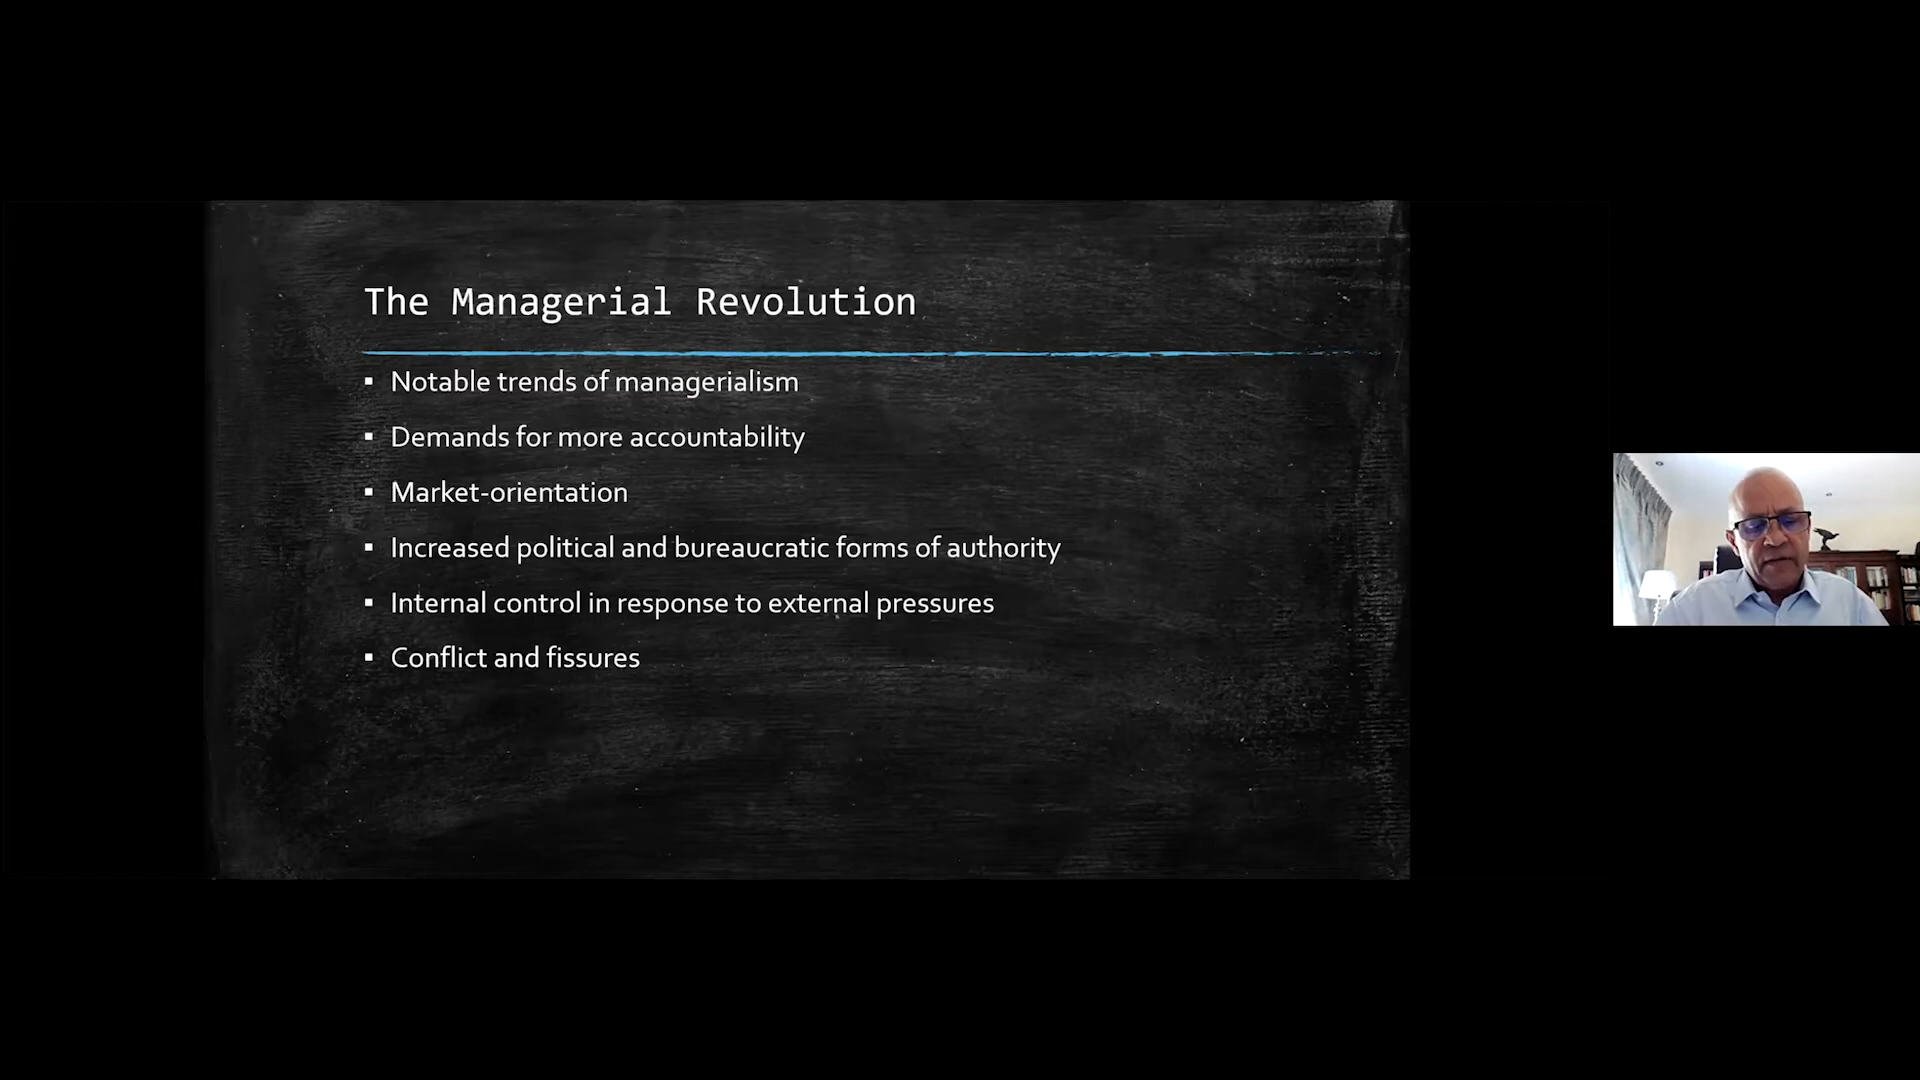 The Managerial Revolution
▪ Notable trends of managerialism
▪ Demands for more accountability
▪ Market-orientation
▪ Increased political and bureaucratic forms of authority
▪ Internal control in response to external pressures
▪ Conflict and fissures